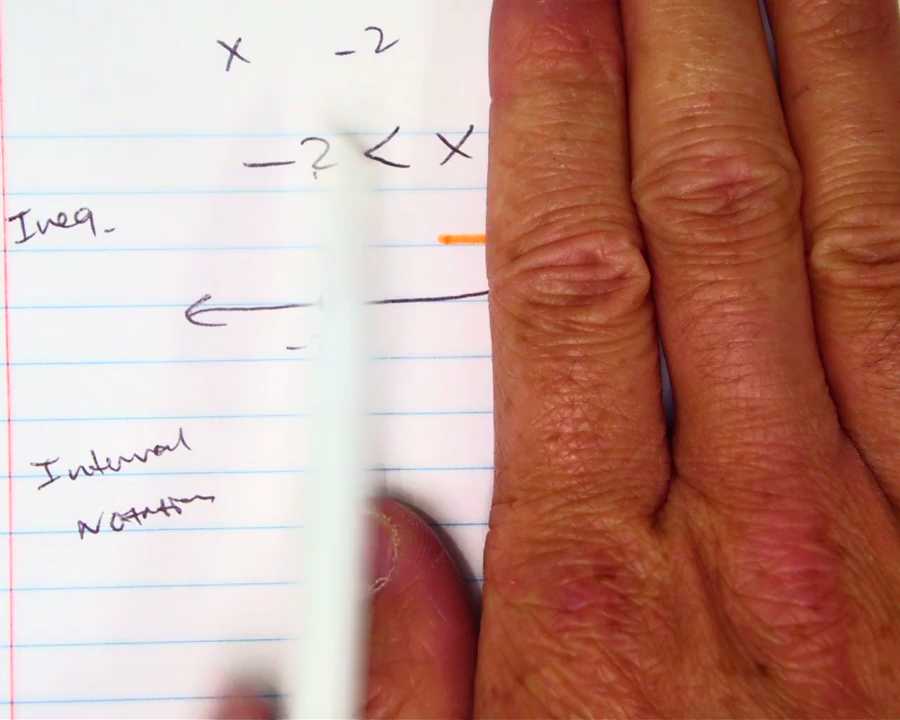 x -2
-2 < x
Ineq.
Interval
Notation